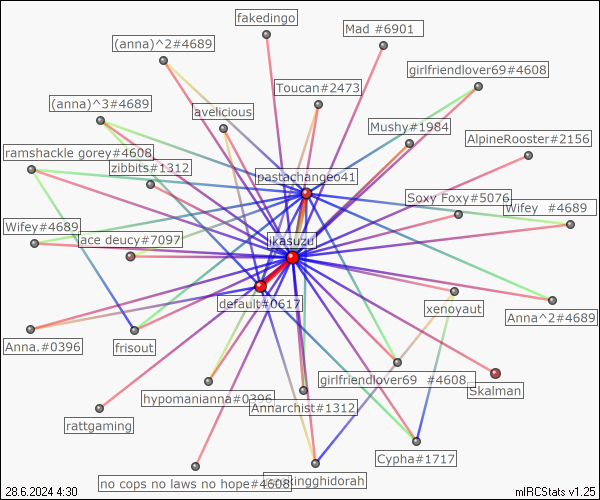 fakedingo
Mad #6901
(anna)^2#4689
girlfriendlover69#4608
Toucan#2473
(anna)^3#4689
avelicious
Mushy#1984
AlpineRooster#2156
ramshackle gorey#4608
zibbits#1312
pastachangeo41
Soxy Foxy#5076
Wifey #4689
Wifey#4689
ace deucy#7097
ikasuzu
default#0617
xenoyaut
Anna^2#4689
Anna.#0396
frisout
girlfriendlover69 #4608
Skalman
hypomanianna#0396
Annarchist#1312
rattgaming
Cypha#1717
no cops no laws no hope#4608
kingghidorah
28.6.2024 4:30
mIRCStats v1.25